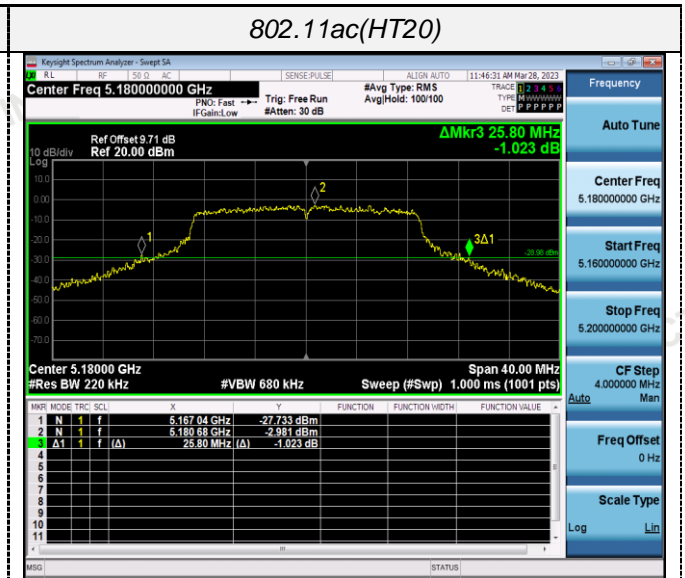 802.11ac(HT20)
Keysight Spectrum Analyzer - Swept SA
RL RF 50 Ω AC SENSE:PULSE ALIGN AUTO 11:46:31 AM Mar 28, 2023
Center Freq 5.180000000 GHz
PNO: Fast
IFGain:Low
Trig: Free Run
#Atten: 30 dB
#Avg Type: RMS
Avg|Hold: 100/100
TRACE 1 2 3 4 5 6
TYPE M WWWWW
DET P P P P P P
ΔMkr3 25.80 MHz
-1.023 dB
Ref Offset 9.71 dB
10 dB/div Ref 20.00 dBm
Log
10.0
0.00
-10.0
-20.0
-30.0
-40.0
-50.0
-60.0
-70.0
1
2
3Δ1
-28.98 dBm
Center 5.18000 GHz Span 40.00 MHz
#Res BW 220 kHz #VBW 680 kHz Sweep (#Swp) 1.000 ms (1001 pts)
MKR MODE TRC SCL X Y FUNCTION FUNCTION WIDTH FUNCTION VALUE
1 N 1 f 5.167 04 GHz -27.733 dBm
2 N 1 f 5.180 68 GHz -2.981 dBm
3 Δ1 1 f (Δ) 25.80 MHz (Δ) -1.023 dB
4
5
6
7
8
9
10
11
MSG STATUS
Frequency
Auto Tune
Center Freq
5.180000000 GHz
Start Freq
5.160000000 GHz
Stop Freq
5.200000000 GHz
CF Step
4.000000 MHz
Auto Man
Freq Offset
0 Hz
Scale Type
Log Lin